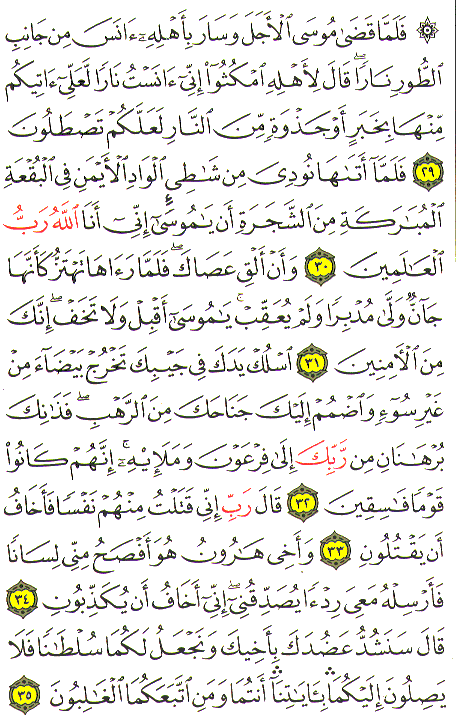 ۞ فَلَمَّا قَضَىٰ مُوسَى ٱلۡأَجَلَ وَسَارَ بِأَهۡلِهِۦٓ ءَانَسَ مِن جَانِبِ
ٱلطُّورِ نَارٗاۖ قَالَ لِأَهۡلِهِ ٱمۡكُثُوٓاْ إِنِّيٓ ءَانَسۡتُ نَارٗا لَّعَلِّيٓ ءَاتِيكُم
مِّنۡهَا بِخَبَرٍ أَوۡ جَذۡوَةٖ مِّنَ ٱلنَّارِ لَعَلَّكُمۡ تَصۡطَلُونَ
٢٩ فَلَمَّآ أَتَىٰهَا نُودِيَ مِن شَٰطِيِٕ ٱلۡوَادِ ٱلۡأَيۡمَنِ فِي ٱلۡبُقۡعَةِ
ٱلۡمُبَٰرَكَةِ مِنَ ٱلشَّجَرَةِ أَن يَٰمُوسَىٰٓ إِنِّيٓ أَنَا ٱللَّهُ رَبُّ
ٱلۡعَٰلَمِينَ ٣٠ وَأَنۡ أَلۡقِ عَصَاكَۖ فَلَمَّا رَءَاهَا تَهۡتَزُّ كَأَنَّهَا
جَآنّٞ وَلَّىٰ مُدۡبِرٗا وَلَمۡ يُعَقِّبۡۚ يَٰمُوسَىٰٓ أَقۡبِلۡ وَلَا تَخَفۡۖ إِنَّكَ
مِنَ ٱلۡأٓمِنِينَ ٣١ ٱسۡلُكۡ يَدَكَ فِي جَيۡبِكَ تَخۡرُجۡ بَيۡضَآءَ مِنۡ
غَيۡرِ سُوٓءٖ وَٱضۡمُمۡ إِلَيۡكَ جَنَاحَكَ مِنَ ٱلرَّهۡبِۖ فَذَٰنِكَ
بُرۡهَٰنَانِ مِن رَّبِّكَ إِلَىٰ فِرۡعَوۡنَ وَمَلَإِيْهِۦٓۚ إِنَّهُمۡ كَانُواْ
قَوۡمٗا فَٰسِقِينَ ٣٢ قَالَ رَبِّ إِنِّي قَتَلۡتُ مِنۡهُمۡ نَفۡسٗا فَأَخَافُ
أَن يَقۡتُلُونِ ٣٣ وَأَخِي هَٰرُونُ هُوَ أَفۡصَحُ مِنِّي لِسَانٗا
فَأَرۡسِلۡهُ مَعِيَ رِدۡءٗا يُصَدِّقُنِيٓۖ إِنِّيٓ أَخَافُ أَن يُكَذِّبُونِ ٣٤
قَالَ سَنَشُدُّ عَضُدَكَ بِأَخِيكَ وَنَجۡعَلُ لَكُمَا سُلۡطَٰنٗا فَلَا
يَصِلُونَ إِلَيۡكُمَا بِـَٔايَٰتِنَآۚ أَنتُمَا وَمَنِ ٱتَّبَعَكُمَا ٱلۡغَٰلِبُونَ ٣٥